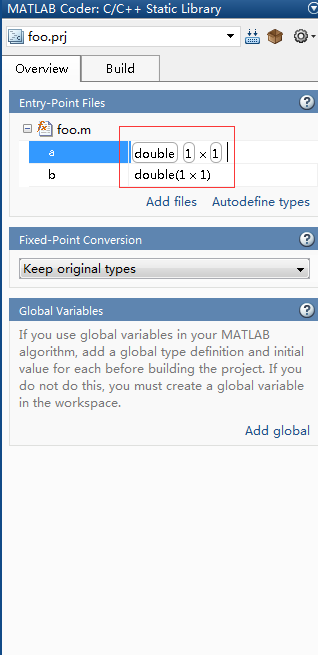 MATLAB Coder: C/C++ Static Library
foo.prj
Overview Build
Entry-Point Files
foo.m
a double 1 × 1
b double(1 × 1)
Add files Autodefine types
Fixed-Point Conversion
Keep original types
Global Variables
If you use global variables in your MATLAB
algorithm, add a global type definition and initial
value for each before building the project. If you
do not do this, you must create a global variable
in the workspace.
Add global